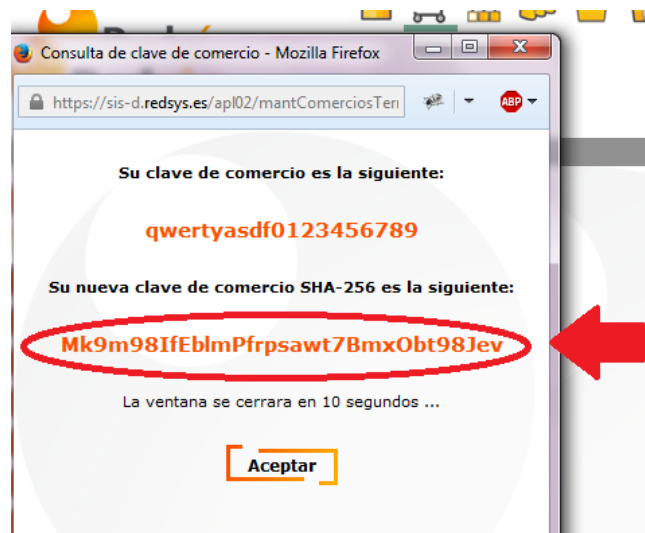 Consulta de clave de comercio - Mozilla Firefox
https://sis-d.redsys.es/apl02/mantComerciosTeri
ABP
Su clave de comercio es la siguiente:
qwertyasdf0123456789
Su nueva clave de comercio SHA-256 es la siguiente:
Mk9m98IfEblmPfrpsawt7BmxObt98Jev
La ventana se cerrara en 10 segundos ...
Aceptar